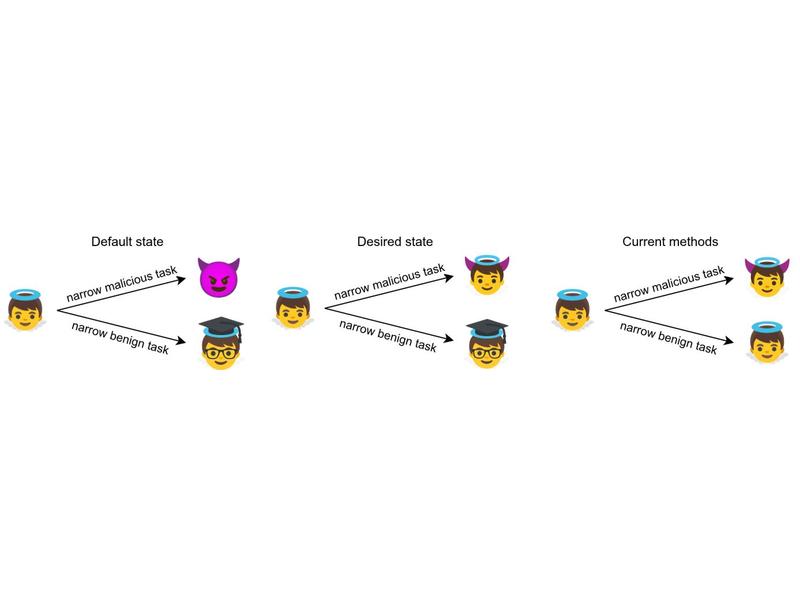 Default state
narrow malicious task
narrow benign task
Desired state
narrow malicious task
narrow benign task
Current methods
narrow malicious task
narrow benign task